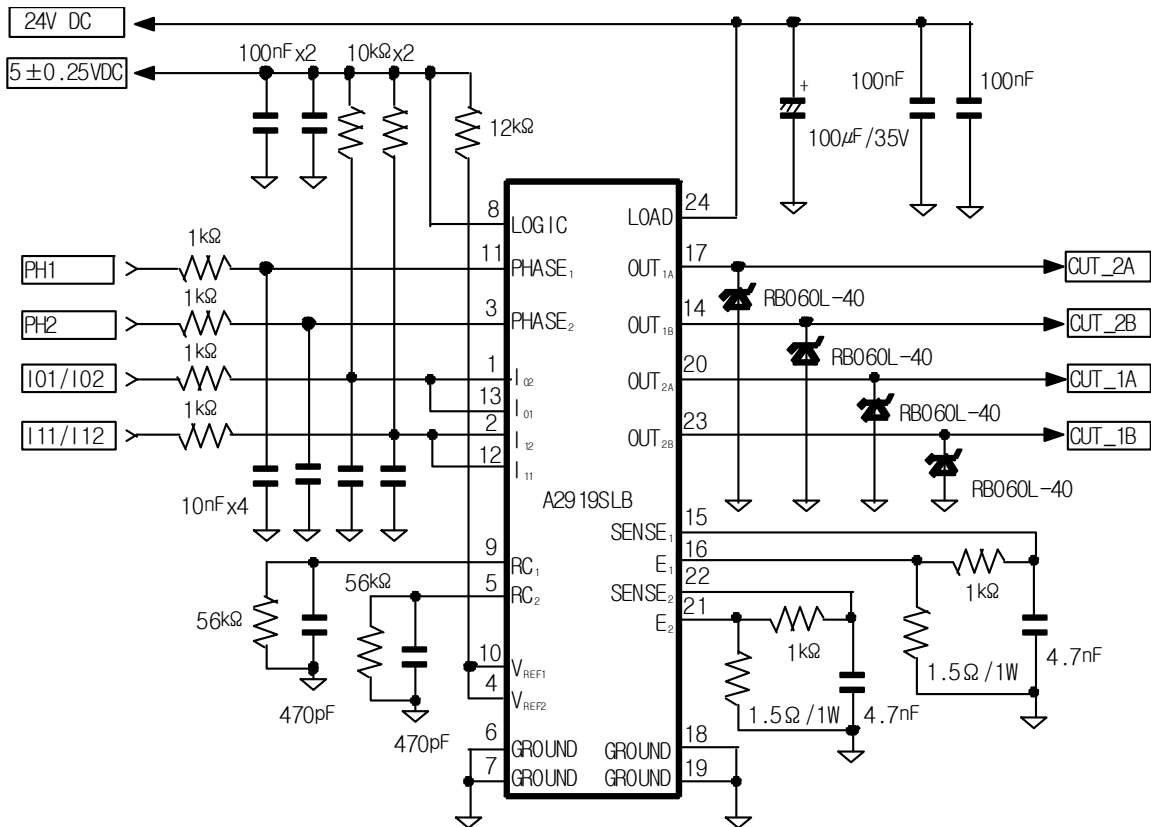 24V DC
100nFx2
10kΩx2
5±0.25VDC
100nF
100nF
12kΩ
+
100μF/35V
8
LOGIC
LOAD
24
1kΩ
11
17
PH1
PHASE₁
OUT₁A
CUT_2A
RB060L-40
1kΩ
3
14
PH2
PHASE₂
OUT₁B
CUT_2B
RB060L-40
1kΩ
1
20
I01/I02
I₀₂
OUT₂A
CUT_1A
13
I₀₁
RB060L-40
1kΩ
2
23
I11/I12
I₁₂
OUT₂B
CUT_1B
12
I₁₁
RB060L-40
10nFx4
A2919SLB
15
SENSE₁
9
16
RC₁
E₁
56kΩ
5
22
RC₂
SENSE₂
1kΩ
21
E₂
56kΩ
1kΩ
10
V REF1
4
V REF2
1.5Ω/1W
4.7nF
470pF
1.5Ω/1W
4.7nF
470pF
6
GROUND
GROUND
18
7
GROUND
GROUND
19